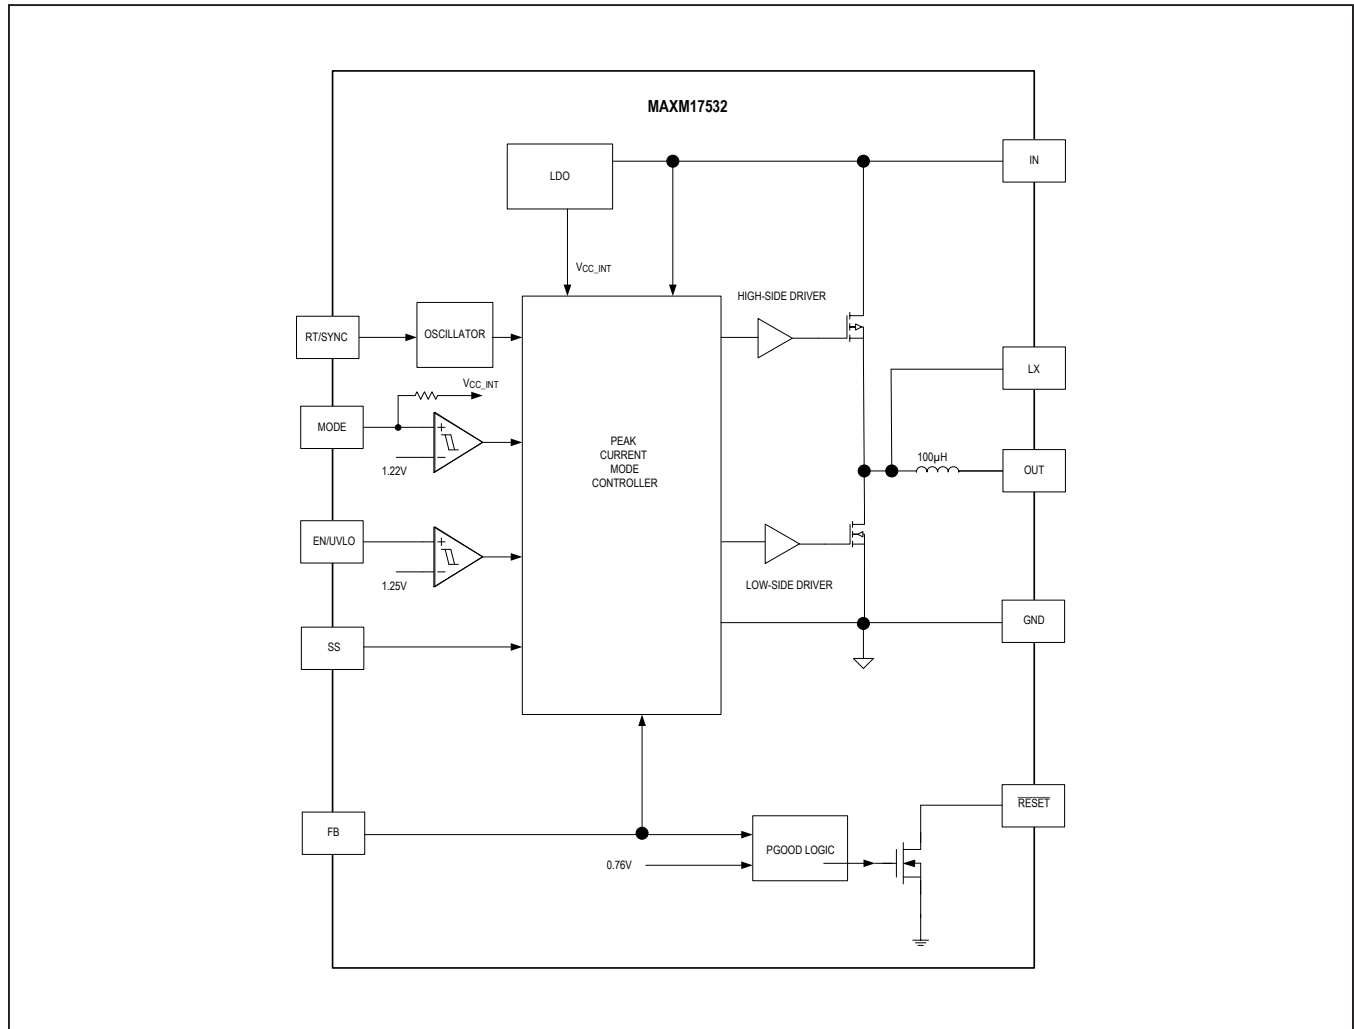 MAXM17532
IN
LDO
VCC_INT
HIGH-SIDE DRIVER
RT/SYNC
OSCILLATOR
LX
VCC_INT
MODE
1.22V
PEAK
CURRENT
MODE
CONTROLLER
100µH
OUT
EN/UVLO
1.25V
LOW-SIDE DRIVER
GND
SS
RESET
FB
PGOOD LOGIC
0.76V